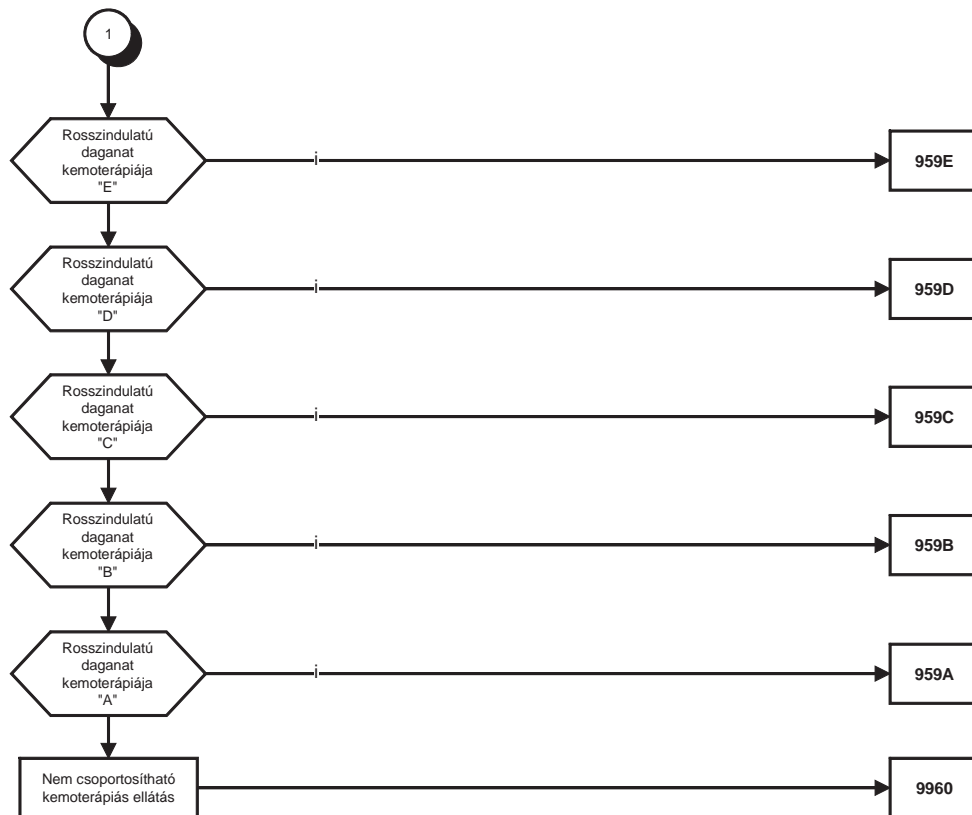 1
Rosszindulatú
daganat
kemoterápiája
"E"
i
959E
Rosszindulatú
daganat
kemoterápiája
"D"
i
959D
Rosszindulatú
daganat
kemoterápiája
"C"
i
959C
Rosszindulatú
daganat
kemoterápiája
"B"
i
959B
Rosszindulatú
daganat
kemoterápiája
"A"
i
959A
Nem csoportosítható
kemoterápiás ellátás
9960